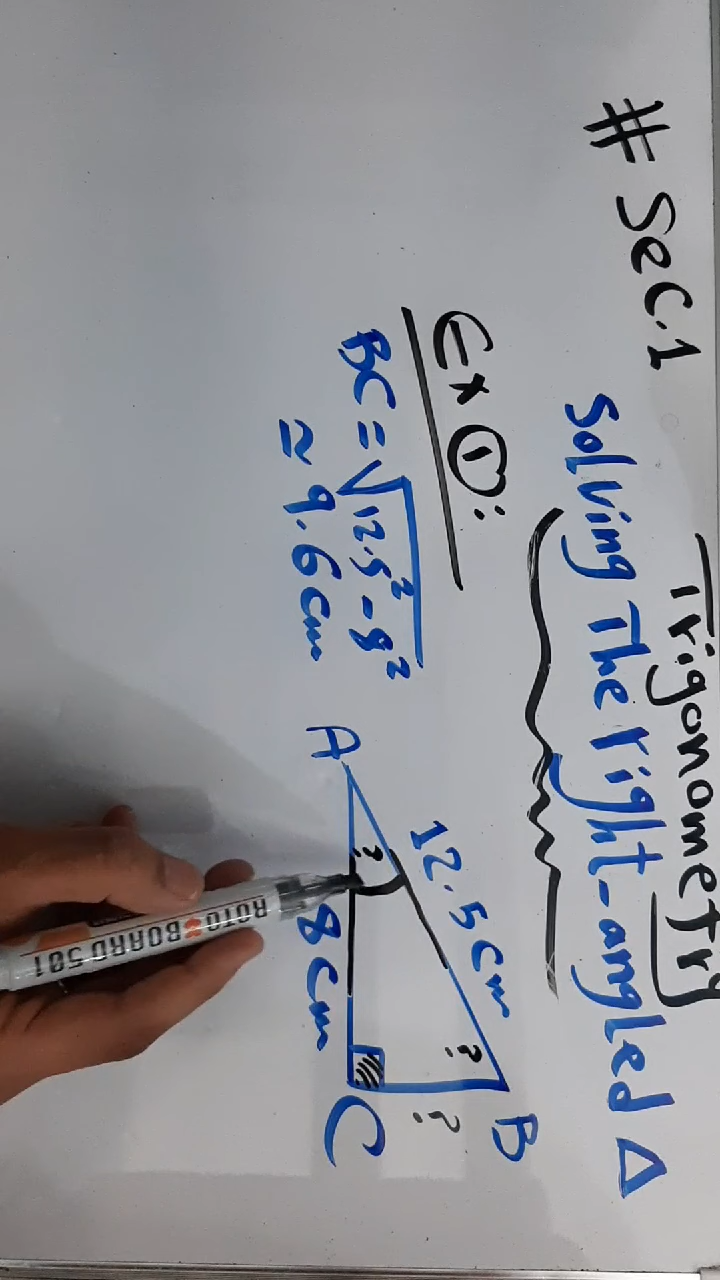 Trigonometry
# Sec.1
Solving The right-angled Δ
Ex ①:
BC = √12.5² - 8²
≃ 9.6 cm
A
12.5 cm
B
?
?
?
8 cm
C
ROTO BOARD 501